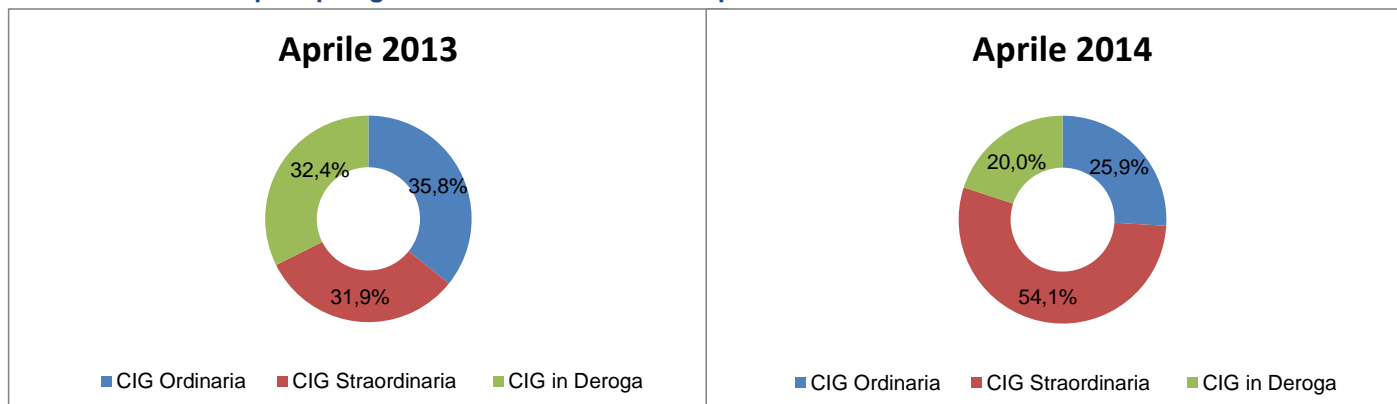 Aprile 2013
32,4%
35,8%
31,9%
CIG Ordinaria CIG Straordinaria CIG in Deroga
Aprile 2014
20,0%
25,9%
54,1%
CIG Ordinaria CIG Straordinaria CIG in Deroga